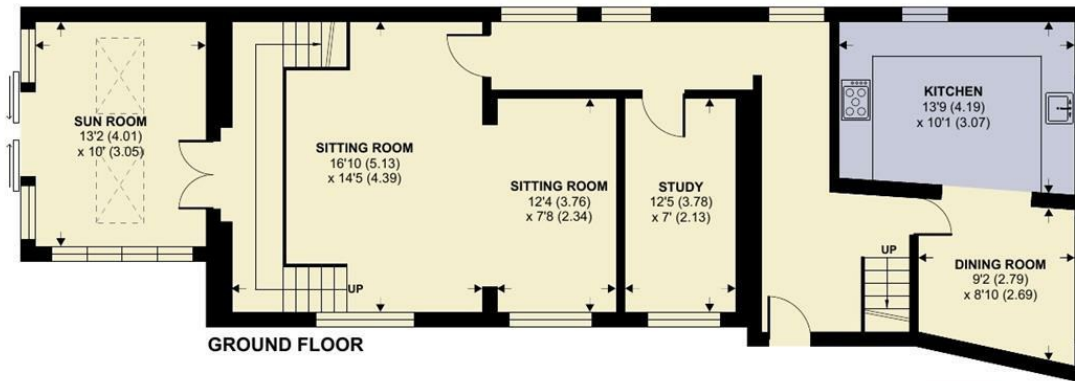 SUN ROOM
13'2 (4.01)
x 10' (3.05)
SITTING ROOM
16'10 (5.13)
x 14'5 (4.39)
SITTING ROOM
12'4 (3.76)
x 7'8 (2.34)
STUDY
12'5 (3.78)
x 7' (2.13)
KITCHEN
13'9 (4.19)
x 10'1 (3.07)
UP
UP
DINING ROOM
9'2 (2.79)
x 8'10 (2.69)
GROUND FLOOR